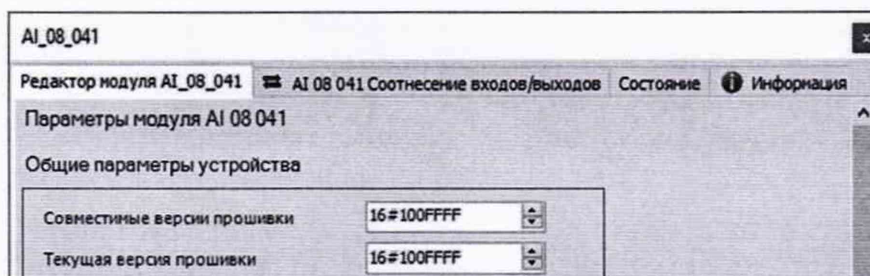 AI_08_041
x
Редактор модуля AI_08_041 AI 08 041 Соотнесение входов/выходов Состояние Информация
Параметры модуля AI 08 041
Общие параметры устройства
Совместимые версии прошивки 16#100FFFF
Текущая версия прошивки 16#100FFFF